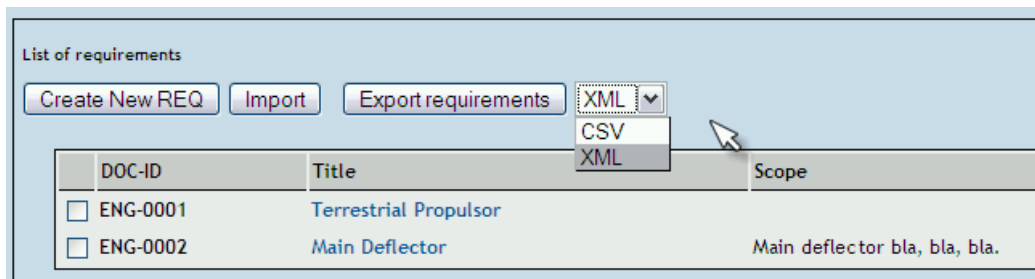 List of requirements
Create New REQ Import Export requirements XML
CSV
XML
DOC-ID Title Scope
ENG-0001 Terrestrial Propulsor
ENG-0002 Main Deflector Main deflector bla, bla, bla.